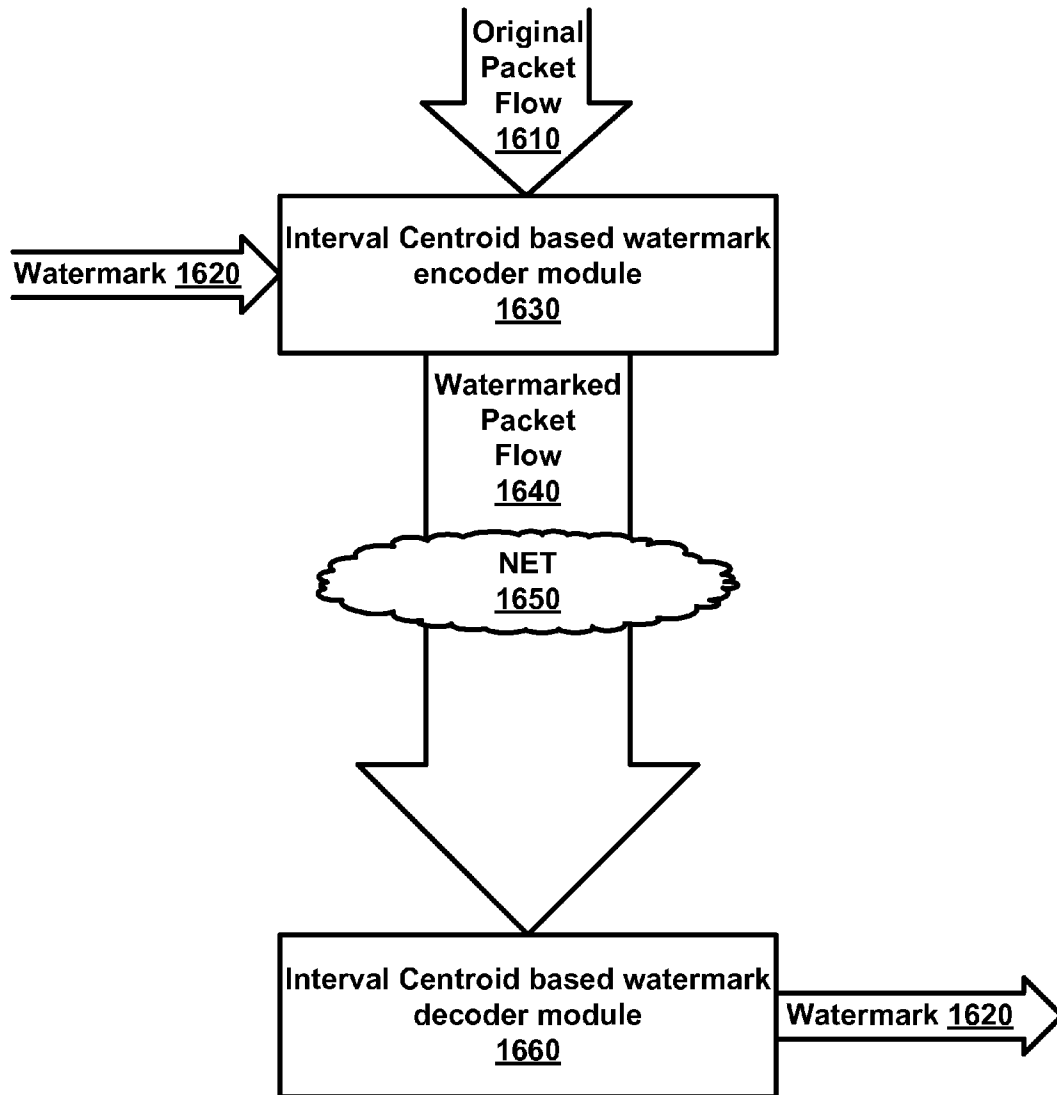 Original
Packet
Flow
1610
Interval Centroid based watermark
encoder module
1630
Watermark 1620
Watermarked
Packet
Flow
1640
NET
1650
Interval Centroid based watermark
decoder module
1660
Watermark 1620